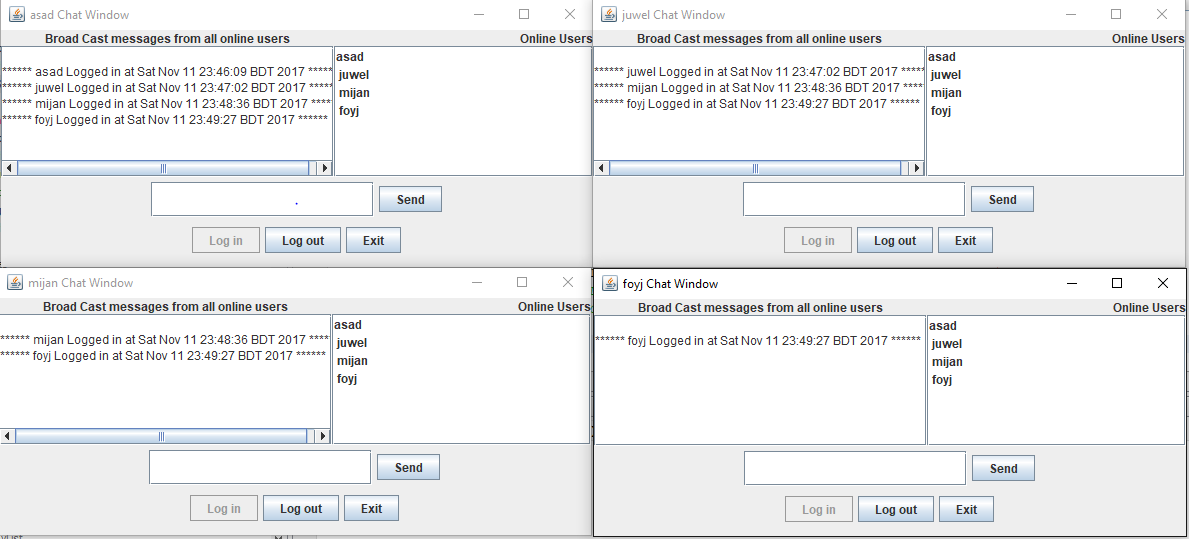 asad Chat Window
Broad Cast messages from all online users Online Users
****** asad Logged in at Sat Nov 11 23:46:09 BDT 2017 *****
****** juwel Logged in at Sat Nov 11 23:47:02 BDT 2017 *****
****** mijan Logged in at Sat Nov 11 23:48:36 BDT 2017 ****
****** foyj Logged in at Sat Nov 11 23:49:27 BDT 2017 ******
asad
juwel
mijan
foyj
.
Send
Log in Log out Exit
juwel Chat Window
Broad Cast messages from all online users Online Users
****** juwel Logged in at Sat Nov 11 23:47:02 BDT 2017 *****
****** mijan Logged in at Sat Nov 11 23:48:36 BDT 2017 ****
****** foyj Logged in at Sat Nov 11 23:49:27 BDT 2017 ******
asad
juwel
mijan
foyj
Send
Log in Log out Exit
mijan Chat Window
Broad Cast messages from all online users Online Users
****** mijan Logged in at Sat Nov 11 23:48:36 BDT 2017 ****
****** foyj Logged in at Sat Nov 11 23:49:27 BDT 2017 ******
asad
juwel
mijan
foyj
Send
Log in Log out Exit
foyj Chat Window
Broad Cast messages from all online users Online Users
****** foyj Logged in at Sat Nov 11 23:49:27 BDT 2017 ******
asad
juwel
mijan
foyj
Send
Log in Log out Exit